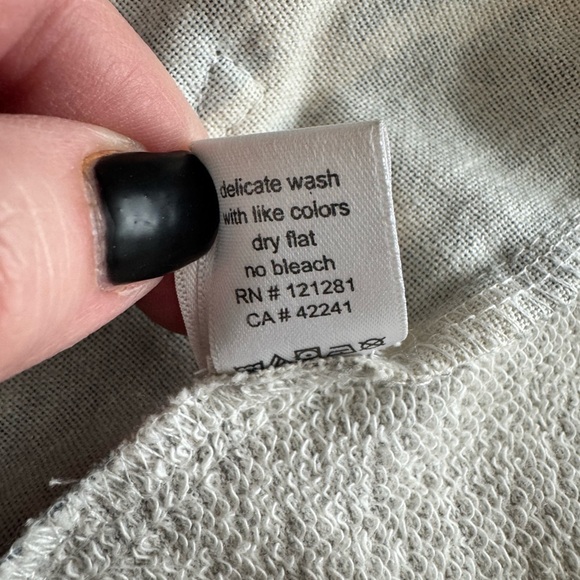 delicate wash
with like colors
dry flat
no bleach
RN # 121281
CA # 42241